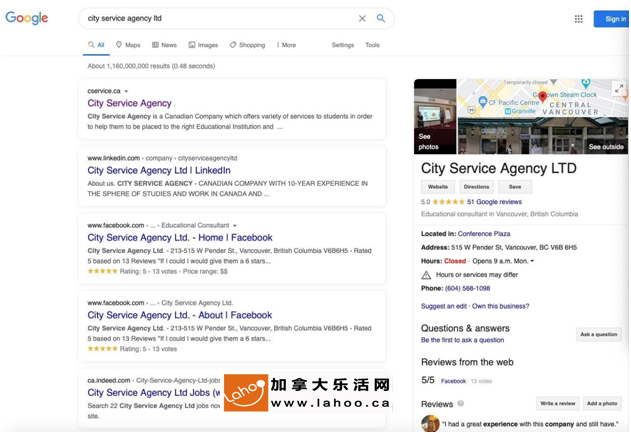 Google
city service agency ltd
Sign in
All
Maps
News
Images
Shopping
More
Settings
Tools
About 1,160,000,000 results (0.48 seconds)
cservice.ca
City Service Agency
City Service Agency is a Canadian Company which offers variety of services to students in order
to help them to be placed to the right Educational Institution and ...
www.linkedin.com › company › cityserviceagencyltd
City Service Agency Ltd | LinkedIn
About us. CITY SERVICE AGENCY - CANADIAN COMPANY WITH 10-YEAR EXPERIENCE IN
THE SPHERE OF STUDIES AND WORK IN CANADA AND ...
www.facebook.com › ... › Educational Consultant
City Service Agency Ltd. - Home | Facebook
City Service Agency Ltd. - 213-515 W Pender St., Vancouver, British Columbia V6B6H5 - Rated
5 based on 13 Reviews "If I could I would give them a 6 stars...
Rating: 5 - 13 votes - Price range: $$
www.facebook.com › ... › City Service Agency Ltd.
City Service Agency Ltd. - About | Facebook
City Service Agency Ltd. - 213-515 W Pender St., Vancouver, British Columbia V6B6H5 - Rated
5 based on 13 Reviews "If I could I would give them a 6 stars...
Rating: 5 - 13 votes
ca.indeed.com › City-Service-Agency-Ltd-jobs
City Service Agency Ltd Jobs (w
Search 22 City Service Agency Ltd jobs now
site.
Lahoo
加拿大乐活网
www.lahoo.ca
Temporarily closed
Steam Clock
CF Pacific Centre
CENTRAL
VANCOUVER
Granville
See
photos
See outside
City Service Agency LTD
Website
Directions
Save
5.0
51 Google reviews
Educational consultant in Vancouver, British Columbia
Located in: Conference Plaza
Address: 515 W Pender St, Vancouver, BC V6B 6H5
Hours: Closed · Opens 9 a.m. Mon.
Hours or services may differ
Phone: (604) 568-1098
Suggest an edit · Own this business?
Questions & answers
Be the first to ask a question
Ask a question
Reviews from the web
5/5 Facebook · 13 votes
Reviews
Write a review
Add a photo
"I had a great experience with this company and still have."